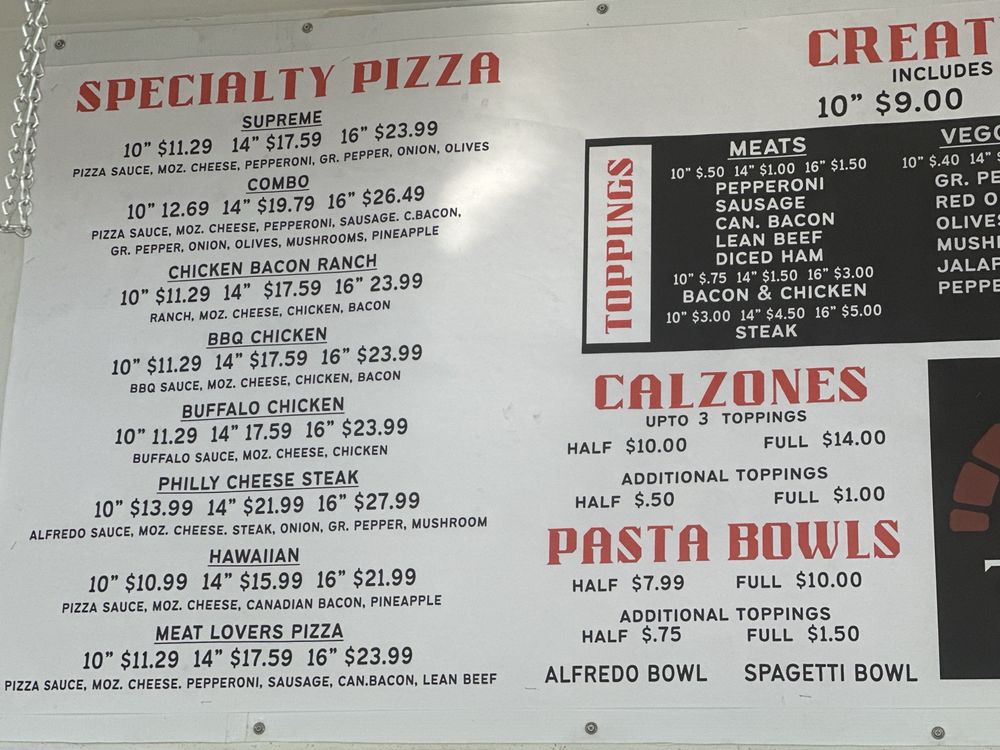 SPECIALTY PIZZA
SUPREME
10" $11.29 14" $17.59 16" $23.99
PIZZA SAUCE, MOZ. CHEESE, PEPPERONI, GR. PEPPER, ONION, OLIVES
COMBO
10" 12.69 14" $19.79 16" $26.49
PIZZA SAUCE, MOZ. CHEESE, PEPPERONI, SAUSAGE. C.BACON,
GR. PEPPER, ONION, OLIVES, MUSHROOMS, PINEAPPLE
CHICKEN BACON RANCH
10" $11.29 14" $17.59 16" 23.99
RANCH, MOZ. CHEESE, CHICKEN, BACON
BBQ CHICKEN
10" $11.29 14" $17.59 16" $23.99
BBQ SAUCE, MOZ. CHEESE, CHICKEN, BACON
BUFFALO CHICKEN
10" 11.29 14" 17.59 16" $23.99
BUFFALO SAUCE, MOZ. CHEESE, CHICKEN
PHILLY CHEESE STEAK
10" $13.99 14" $21.99 16" $27.99
ALFREDO SAUCE, MOZ. CHEESE. STEAK, ONION, GR. PEPPER, MUSHROOM
HAWAIIAN
10" $10.99 14" $15.99 16" $21.99
PIZZA SAUCE, MOZ. CHEESE, CANADIAN BACON, PINEAPPLE
MEAT LOVERS PIZZA
10" $11.29 14" $17.59 16" $23.99
PIZZA SAUCE, MOZ. CHEESE. PEPPERONI, SAUSAGE, CAN.BACON, LEAN BEEF
CREAT
INCLUDES
10" $9.00
TOPPINGS
MEATS
10" $.50 14" $1.00 16" $1.50
PEPPERONI
SAUSAGE
CAN. BACON
LEAN BEEF
DICED HAM
10" $.75 14" $1.50 16" $3.00
BACON & CHICKEN
10" $3.00 14" $4.50 16" $5.00
STEAK
VEGG
10" $.40 14" $
GR. PE
RED O
OLIVES
MUSH
JALAP
PEPPE
CALZONES
UPTO 3 TOPPINGS
HALF $10.00 FULL $14.00
ADDITIONAL TOPPINGS
HALF $.50 FULL $1.00
PASTA BOWLS
HALF $7.99 FULL $10.00
ADDITIONAL TOPPINGS
HALF $.75 FULL $1.50
ALFREDO BOWL SPAGETTI BOWL